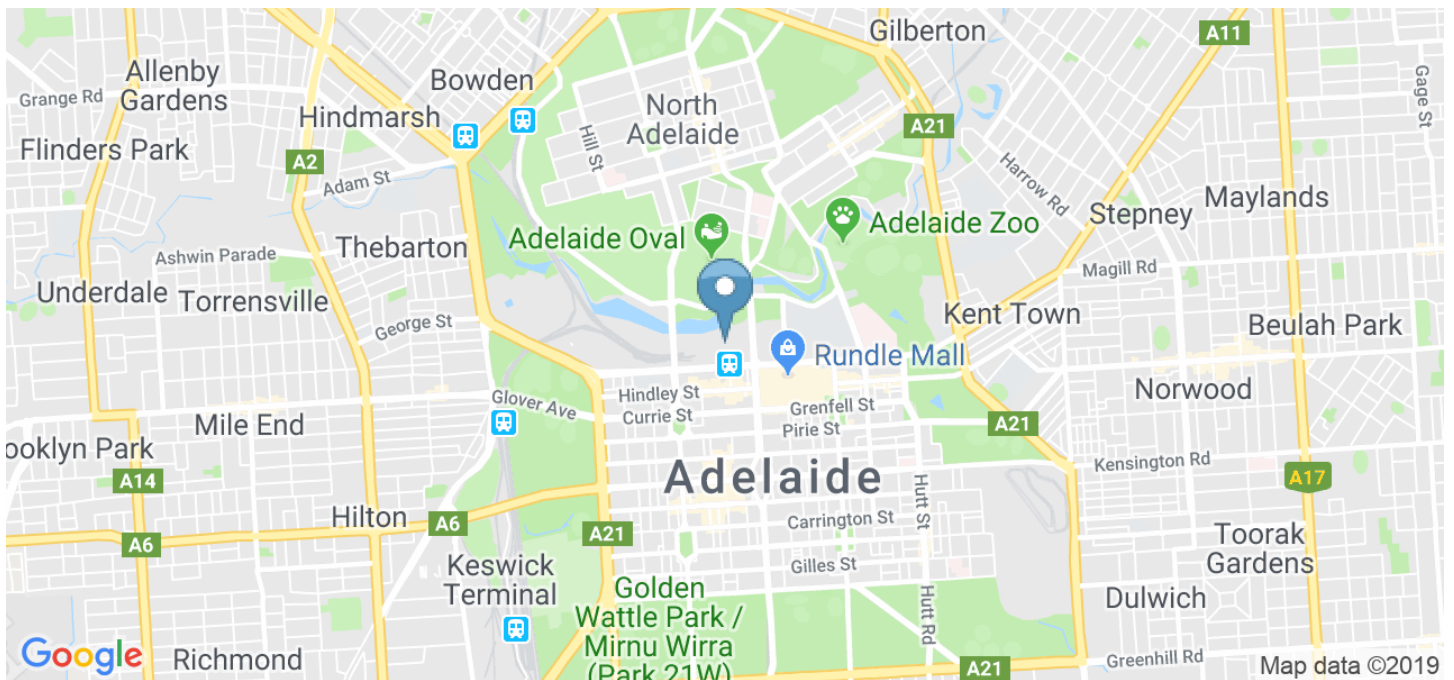 Gilberton
A11
Allenby
Gardens
Bowden
Grange Rd
North
Adelaide
Hindmarsh
Gage St
A21
Flinders Park
A2
Hill St
Adam St
Harrow Rd
Maylands
Stepney
Adelaide Zoo
Adelaide Oval
Thebarton
Ashwin Parade
Magill Rd
Underdale
Torrensville
Kent Town
George St
Beulah Park
Rundle Mall
Norwood
Hindley St
Glover Ave
Currie St
Grenfell St
Mile End
Pirie St
A21
ooklyn Park
Kensington Rd
Adelaide
A14
A17
Hutt St
Hilton
A6
Carrington St
A21
Toorak
Gardens
A6
Keswick
Terminal
Gilles St
Golden
Wattle Park /
Mirnu Wirra
(Park 21W)
Dulwich
Hutt Rd
Google
Richmond
Greenhill Rd
A21
Map data ©2019